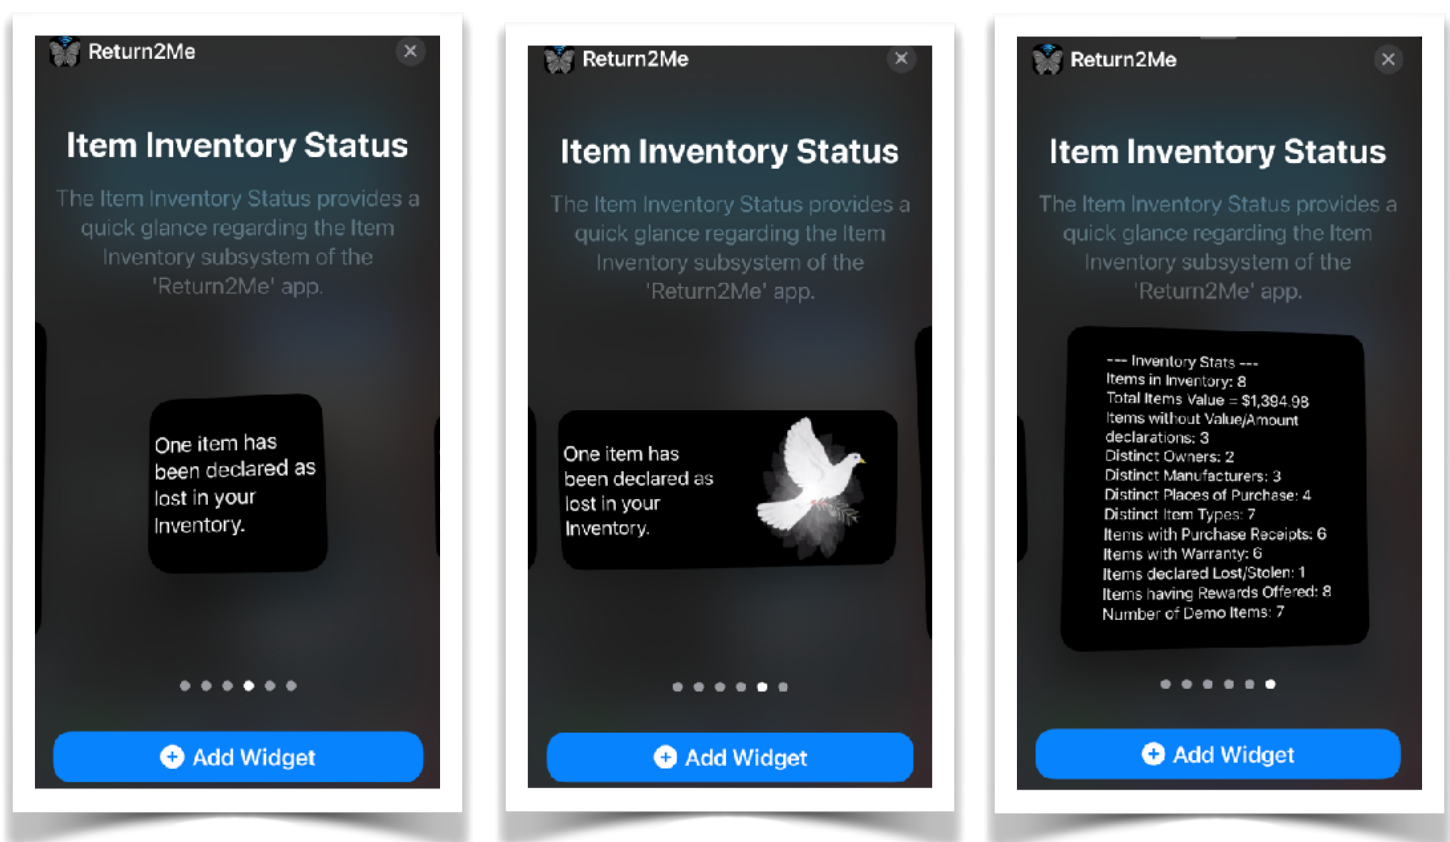 Return2Me
Item Inventory Status
The Item Inventory Status provides a
quick glance regarding the Item
Inventory subsystem of the
'Return2Me' app.
One item has
been declared as
lost in your
Inventory.
Add Widget
Return2Me
Item Inventory Status
The Item Inventory Status provides a
quick glance regarding the Item
Inventory subsystem of the
'Return2Me' app.
One item has
been declared as
lost in your
Inventory.
Add Widget
Return2Me
Item Inventory Status
The Item Inventory Status provides a
quick glance regarding the Item
Inventory subsystem of the
'Return2Me' app.
--- Inventory Stats ---
Items in Inventory: 8
Total Items Value = $1,394.98
Items without Value/Amount
declarations: 3
Distinct Owners: 2
Distinct Manufacturers: 3
Distinct Places of Purchase: 4
Distinct Item Types: 7
Items with Purchase Receipts: 6
Items with Warranty: 6
Items declared Lost/Stolen: 1
Items having Rewards Offered: 8
Number of Demo Items: 7
Add Widget